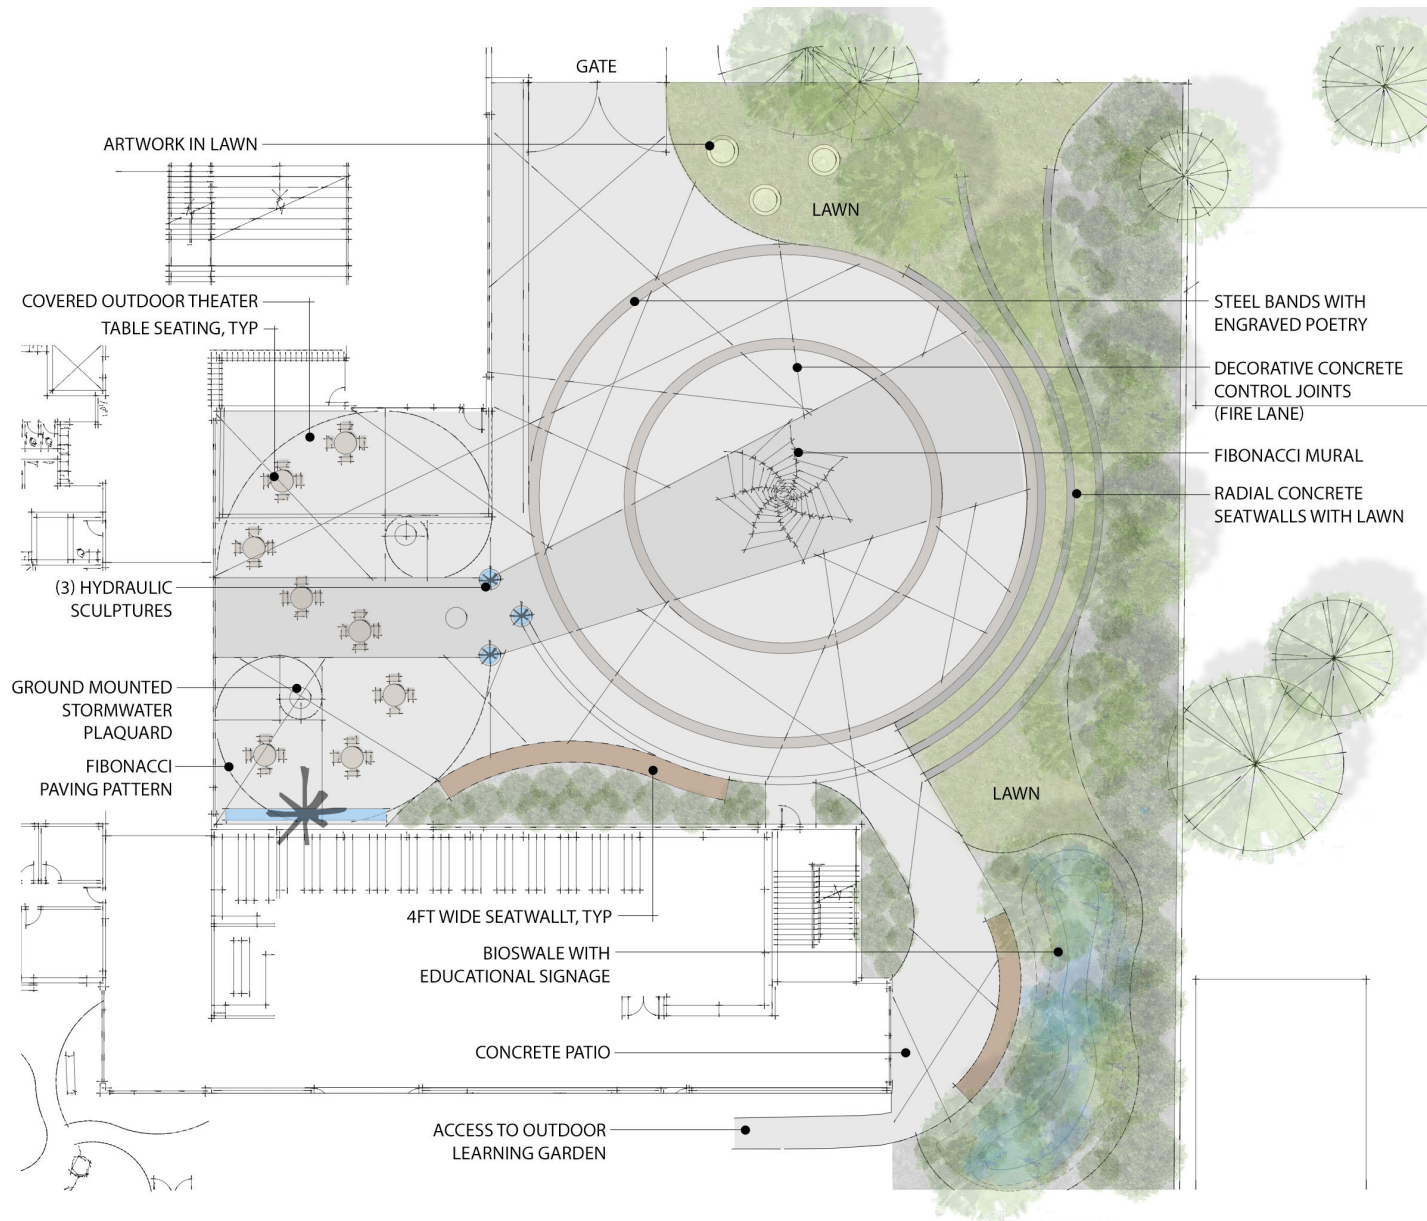 GATE
ARTWORK IN LAWN
LAWN
COVERED OUTDOOR THEATER
TABLE SEATING, TYP
STEEL BANDS WITH
ENGRAVED POETRY
DECORATIVE CONCRETE
CONTROL JOINTS
(FIRE LANE)
FIBONACCI MURAL
RADIAL CONCRETE
SEATWALLS WITH LAWN
(3) HYDRAULIC
SCULPTURES
GROUND MOUNTED
STORMWATER
PLAQUARD
FIBONACCI
PAVING PATTERN
LAWN
4FT WIDE SEATWALLT, TYP
BIOSWALE WITH
EDUCATIONAL SIGNAGE
CONCRETE PATIO
ACCESS TO OUTDOOR
LEARNING GARDEN